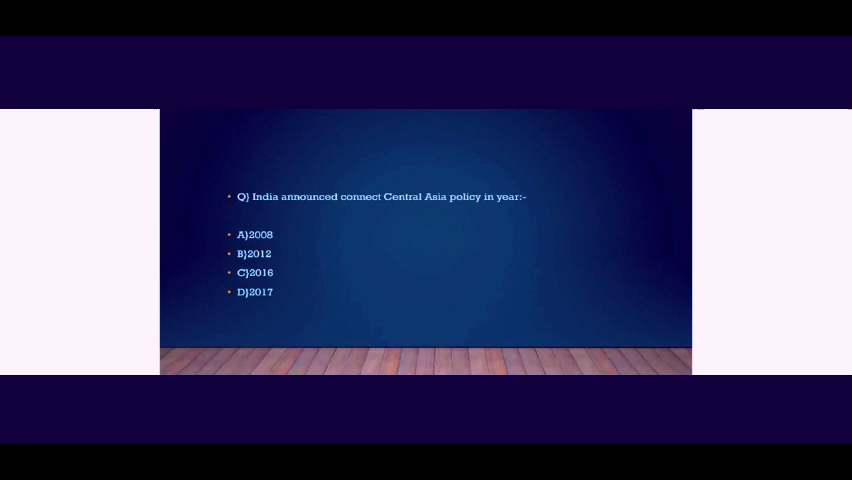 • Q) India announced connect Central Asia policy in year:-
• A)2008
• B)2012
• C)2016
• D)2017